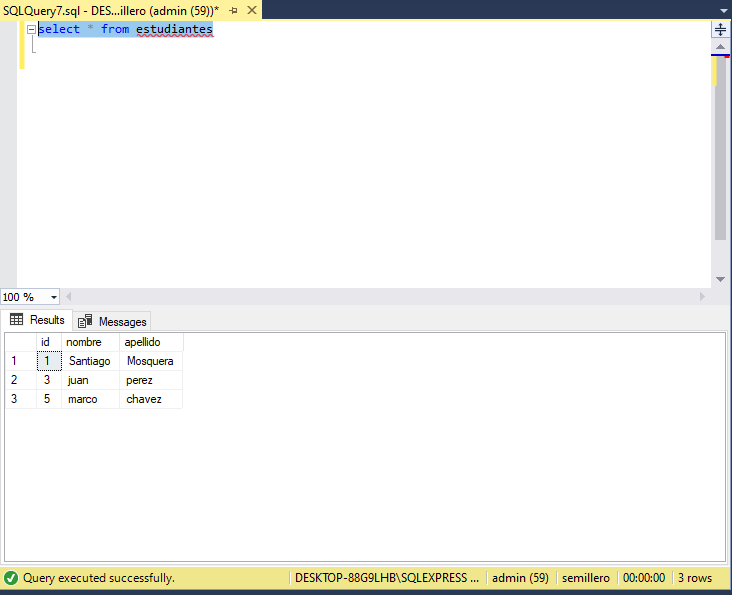 SQLQuery7.sql - DES...illero (admin (59))*
select * from estudiantes
100 %
Results Messages
id nombre apellido
1 1 Santiago Mosquera
2 3 juan perez
3 5 marco chavez
Query executed successfully. DESKTOP-88G9LHB\SQLEXPRESS ... admin (59) semillero 00:00:00 3 rows